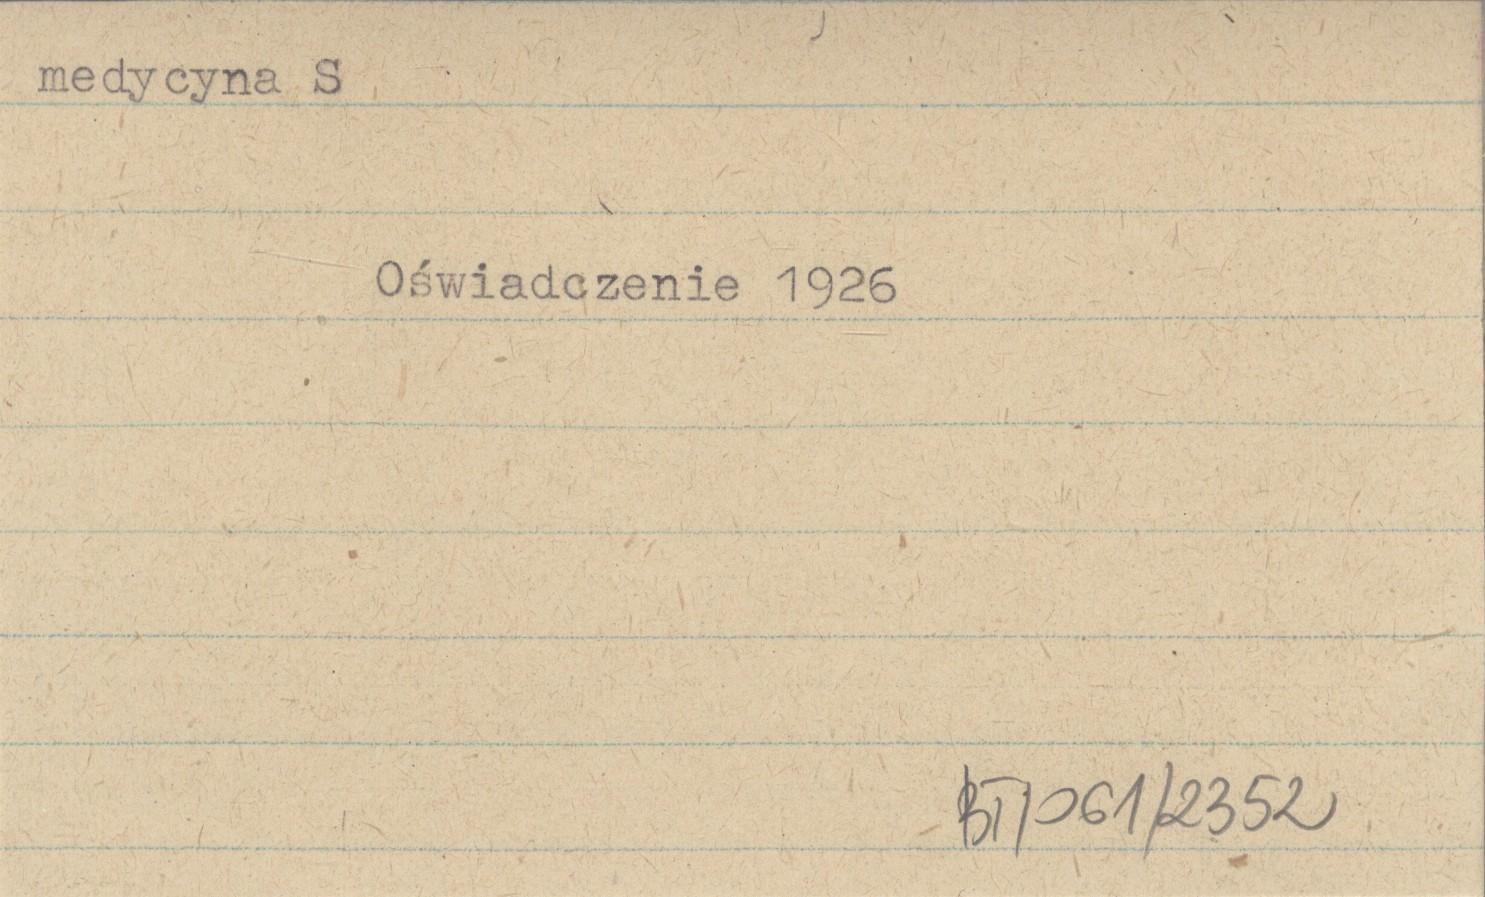 medycyna S
Oświadczenie 1926
BT/061/2352